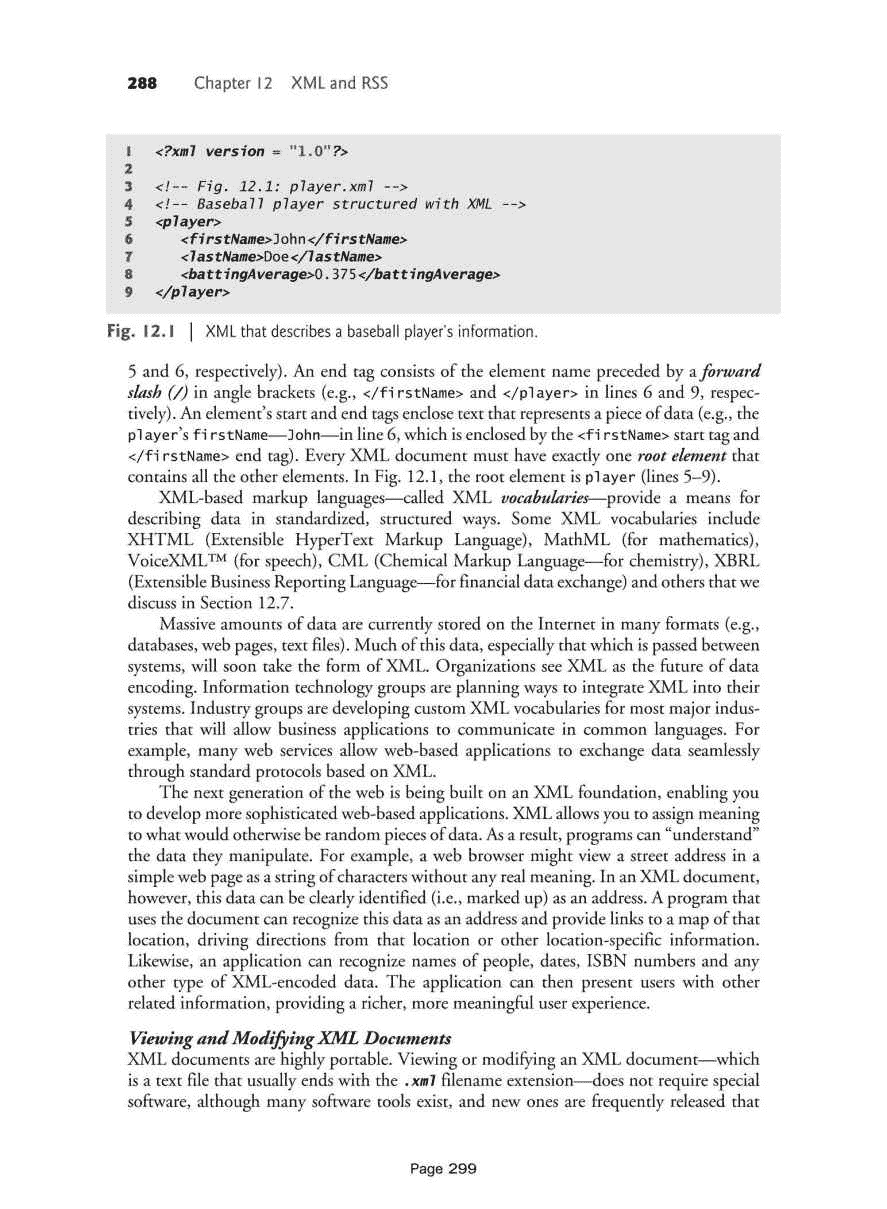 288 Chapter 12 XML and RSS
1 <?xml version = "1.0"?>
2
3 <!-- Fig. 12.1: player.xml -->
4 <!-- Baseball player structured with XML -->
5 <player>
6 <firstName>John</firstName>
7 <lastName>Doe</lastName>
8 <battingAverage>0.375</battingAverage>
9 </player>
Fig. 12.1 | XML that describes a baseball player's information.
5 and 6, respectively). An end tag consists of the element name preceded by a forward
slash (/) in angle brackets (e.g., </firstName> and </player> in lines 6 and 9, respec-
tively). An element's start and end tags enclose text that represents a piece of data (e.g., the
player's firstName—John—in line 6, which is enclosed by the <firstName> start tag and
</firstName> end tag). Every XML document must have exactly one root element that
contains all the other elements. In Fig. 12.1, the root element is player (lines 5–9).
XML-based markup languages—called XML vocabularies—provide a means for
describing data in standardized, structured ways. Some XML vocabularies include
XHTML (Extensible HyperText Markup Language), MathML (for mathematics),
VoiceXML™ (for speech), CML (Chemical Markup Language—for chemistry), XBRL
(Extensible Business Reporting Language—for financial data exchange) and others that we
discuss in Section 12.7.
Massive amounts of data are currently stored on the Internet in many formats (e.g.,
databases, web pages, text files). Much of this data, especially that which is passed between
systems, will soon take the form of XML. Organizations see XML as the future of data
encoding. Information technology groups are planning ways to integrate XML into their
systems. Industry groups are developing custom XML vocabularies for most major indus-
tries that will allow business applications to communicate in common languages. For
example, many web services allow web-based applications to exchange data seamlessly
through standard protocols based on XML.
The next generation of the web is being built on an XML foundation, enabling you
to develop more sophisticated web-based applications. XML allows you to assign meaning
to what would otherwise be random pieces of data. As a result, programs can “understand”
the data they manipulate. For example, a web browser might view a street address in a
simple web page as a string of characters without any real meaning. In an XML document,
however, this data can be clearly identified (i.e., marked up) as an address. A program that
uses the document can recognize this data as an address and provide links to a map of that
location, driving directions from that location or other location-specific information.
Likewise, an application can recognize names of people, dates, ISBN numbers and any
other type of XML-encoded data. The application can then present users with other
related information, providing a richer, more meaningful user experience.
Viewing and Modifying XML Documents
XML documents are highly portable. Viewing or modifying an XML document—which
is a text file that usually ends with the .xml filename extension—does not require special
software, although many software tools exist, and new ones are frequently released that
Page 299